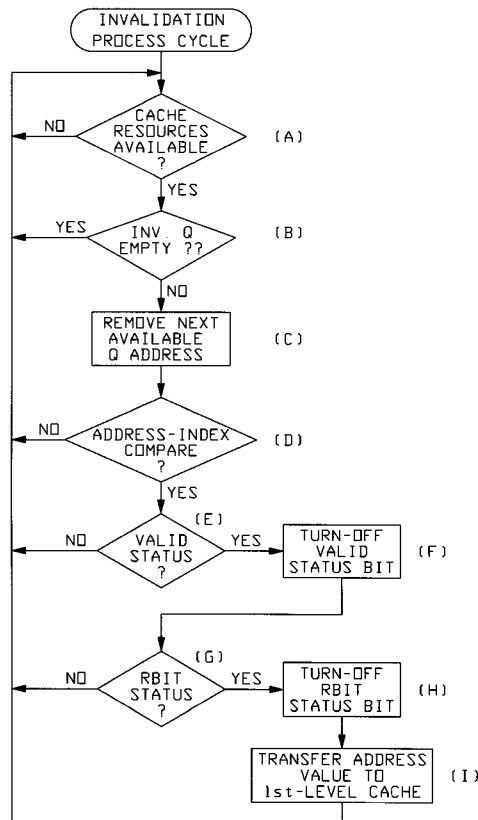 INVALIDATION
PROCESS CYCLE
CACHE
RESOURCES
AVAILABLE
?
NO
(A)
YES
INV. Q
EMPTY ??
YES
(B)
NO
REMOVE NEXT
AVAILABLE
Q ADDRESS
(C)
NO
ADDRESS-INDEX
COMPARE
?
(D)
YES
(E)
NO
VALID
STATUS
?
YES
TURN-OFF
VALID
STATUS BIT
(F)
(G)
NO
RBIT
STATUS
?
YES
TURN-OFF
RBIT
STATUS BIT
(H)
TRANSFER ADDRESS
VALUE TO
1st-LEVEL CACHE
(I)